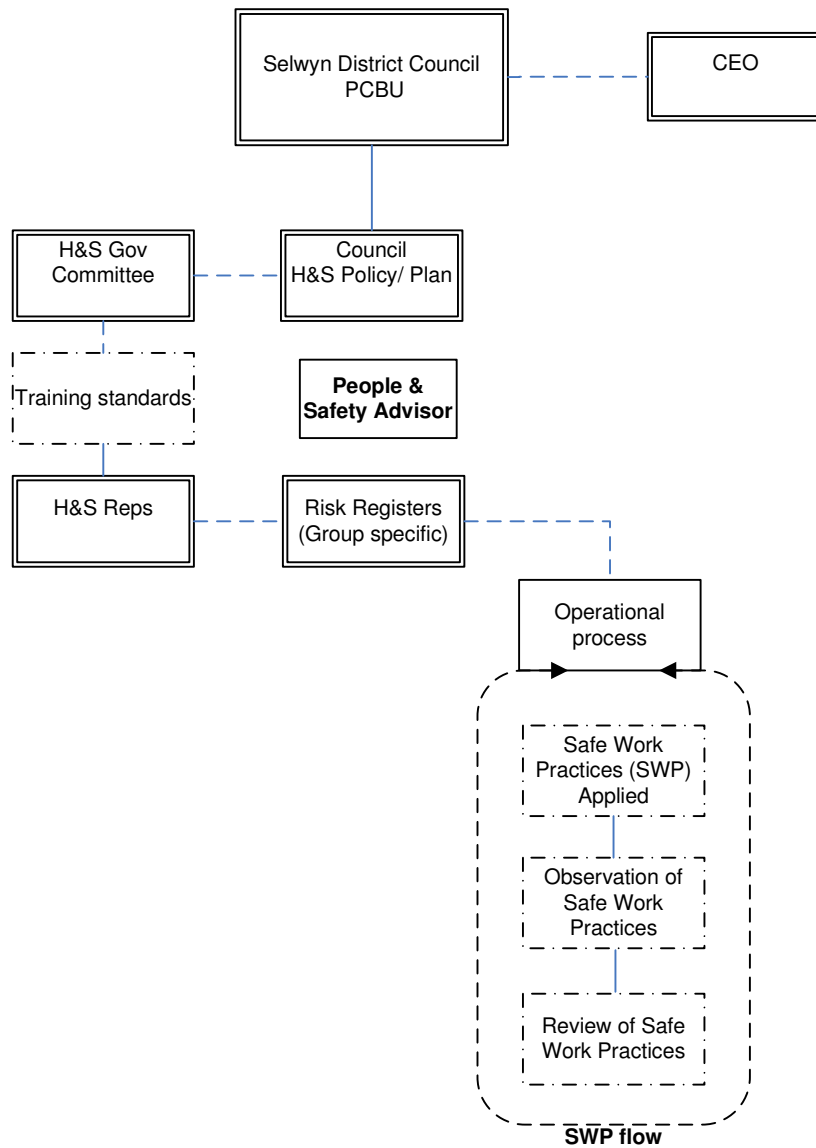 Selwyn District Council
PCBU
CEO
H&S Gov
Committee
Council
H&S Policy/ Plan
Training standards
People &
Safety Advisor
H&S Reps
Risk Registers
(Group specific)
Operational
process
Safe Work
Practices (SWP)
Applied
Observation of
Safe Work
Practices
Review of Safe
Work Practices
SWP flow